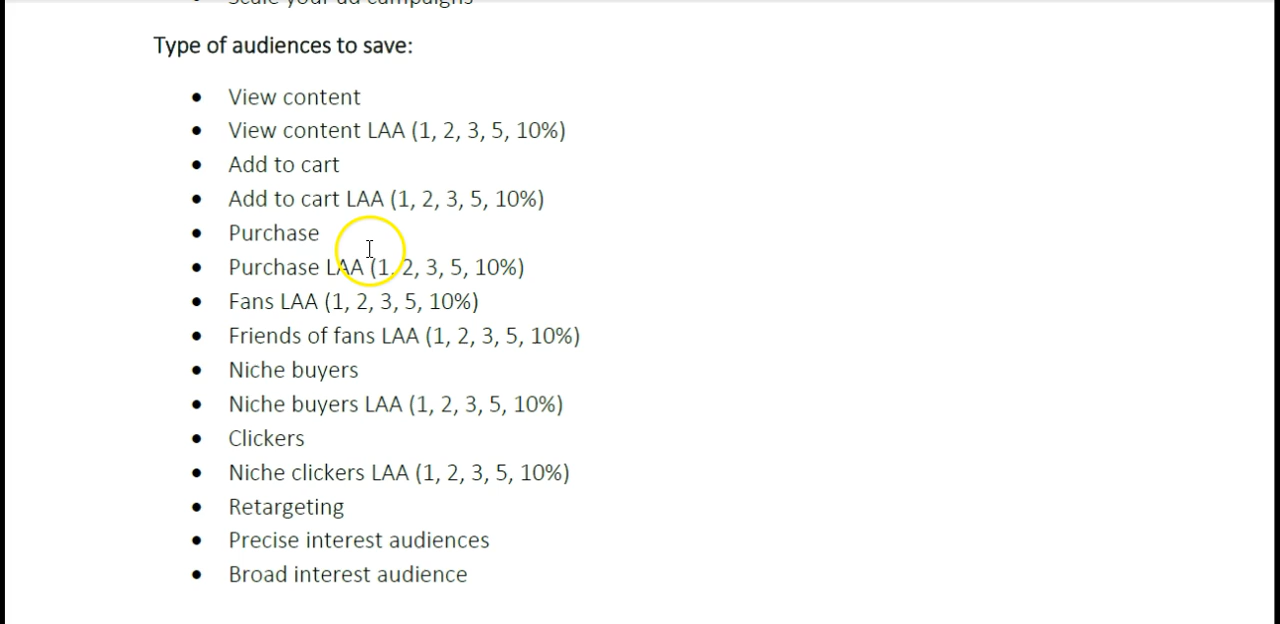 Scale your ad campaigns
Type of audiences to save:
View content
View content LAA (1, 2, 3, 5, 10%)
Add to cart
Add to cart LAA (1, 2, 3, 5, 10%)
Purchase
Purchase LAA (1, 2, 3, 5, 10%)
Fans LAA (1, 2, 3, 5, 10%)
Friends of fans LAA (1, 2, 3, 5, 10%)
Niche buyers
Niche buyers LAA (1, 2, 3, 5, 10%)
Clickers
Niche clickers LAA (1, 2, 3, 5, 10%)
Retargeting
Precise interest audiences
Broad interest audience